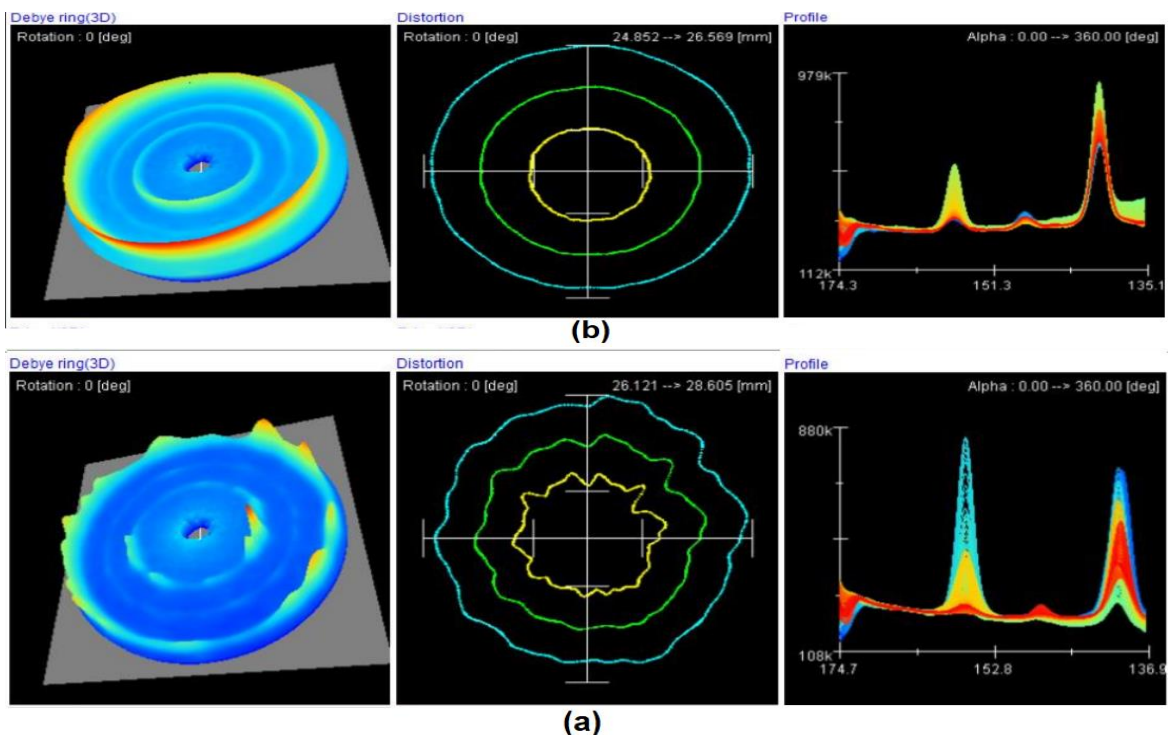 Debye ring(3D)
Rotation : 0 [deg]
Distortion
Rotation : 0 [deg]
24.852 --> 26.569 [mm]
Profile
Alpha : 0.00 --> 360.00 [deg]
979k
112k
174.3
151.3
135.1
(b)
Debye ring(3D)
Rotation : 0 [deg]
Distortion
Rotation : 0 [deg]
26.121 --> 28.605 [mm]
Profile
Alpha : 0.00 --> 360.00 [deg]
880k
108k
174.7
152.8
136.9
(a)